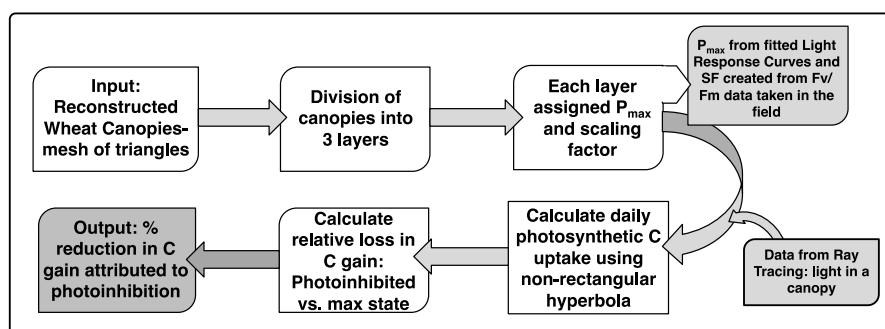 Input:
Reconstructed
Wheat Canopies-
mesh of triangles
Division of
canopies into
3 layers
Each layer
assigned Pmax
and scaling
factor
Pmax from fitted Light
Response Curves and
SF created from Fv/
Fm data taken in the
field
Data from Ray
Tracing: light in a
canopy
Calculate daily
photosynthetic C
uptake using
non-rectangular
hyperbola
Calculate
relative loss in
C gain:
Photoinhibited
vs. max state
Output: %
reduction in C
gain attributed to
photoinhibition